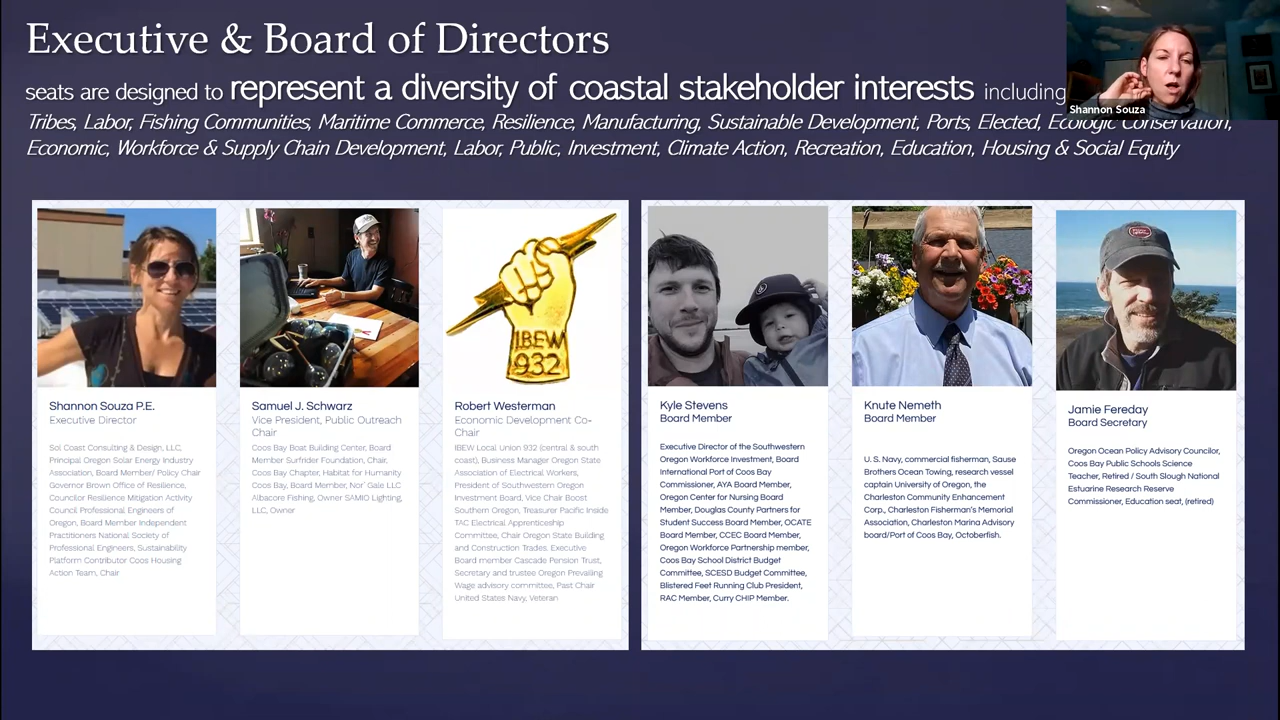 Executive & Board of Directors
seats are designed to represent a diversity of coastal stakeholder interests including
Tribes, Labor, Fishing Communities, Maritime Commerce, Resilience, Manufacturing, Sustainable Development, Ports, Elected, Ecologic Conservation,
Economic, Workforce & Supply Chain Development, Labor, Public, Investment, Climate Action, Recreation, Education, Housing & Social Equity
Shannon Souza
IBEW
932
Shannon Souza P.E.
Executive Director
Sol Coast Consulting & Design, LLC,
Principal Oregon Solar Energy Industry
Association, Board Member/ Policy Chair
Governor Brown Office of Resilience,
Councilor Resilience Mitigation Activity
Council Professional Engineers of
Oregon, Board Member Independent
Practitioners National Society of
Professional Engineers, Sustainability
Platform Contributor Coos Housing
Action Team, Chair
Samuel J. Schwarz
Vice President, Public Outreach
Chair
Coos Bay Boat Building Center, Board
Member Surfrider Foundation, Chair,
Coos Bay Chapter, Habitat for Humanity
Coos Bay, Board Member, Nor' Gale LLC
Albacore Fishing, Owner SAMIO Lighting,
LLC, Owner
Robert Westerman
Economic Development Co-
Chair
IBEW Local Union 932 (central & south
coast), Business Manager Oregon State
Association of Electrical Workers,
President of Southwestern Oregon
Investment Board, Vice Chair Boost
Southern Oregon, Treasurer Pacific Inside
TAC Electrical Apprenticeship
Committee, Chair Oregon State Building
and Construction Trades. Executive
Board member Cascade Pension Trust,
Secretary and trustee Oregon Prevailing
Wage advisory committee, Past Chair
United States Navy, Veteran
Kyle Stevens
Board Member
Executive Director of the Southwestern
Oregon Workforce Investment, Board
International Port of Coos Bay
Commissioner, AYA Board Member,
Oregon Center for Nursing Board
Member, Douglas County Partners for
Student Success Board Member, OCATE
Board Member, CCEC Board Member,
Oregon Workforce Partnership member,
Coos Bay School District Budget
Committee, SCESD Budget Committee,
Blistered Feet Running Club President,
RAC Member, Curry CHIP Member.
Knute Nemeth
Board Member
U. S. Navy, commercial fisherman, Sause
Brothers Ocean Towing, research vessel
captain University of Oregon, the
Charleston Community Enhancement
Corp., Charleston Fisherman's Memorial
Association, Charleston Marina Advisory
board/Port of Coos Bay, Octoberfish.
Jamie Fereday
Board Secretary
Oregon Ocean Policy Advisory Councilor,
Coos Bay Public Schools Science
Teacher, Retired / South Slough National
Estuarine Research Reserve
Commissioner, Education seat, (retired)